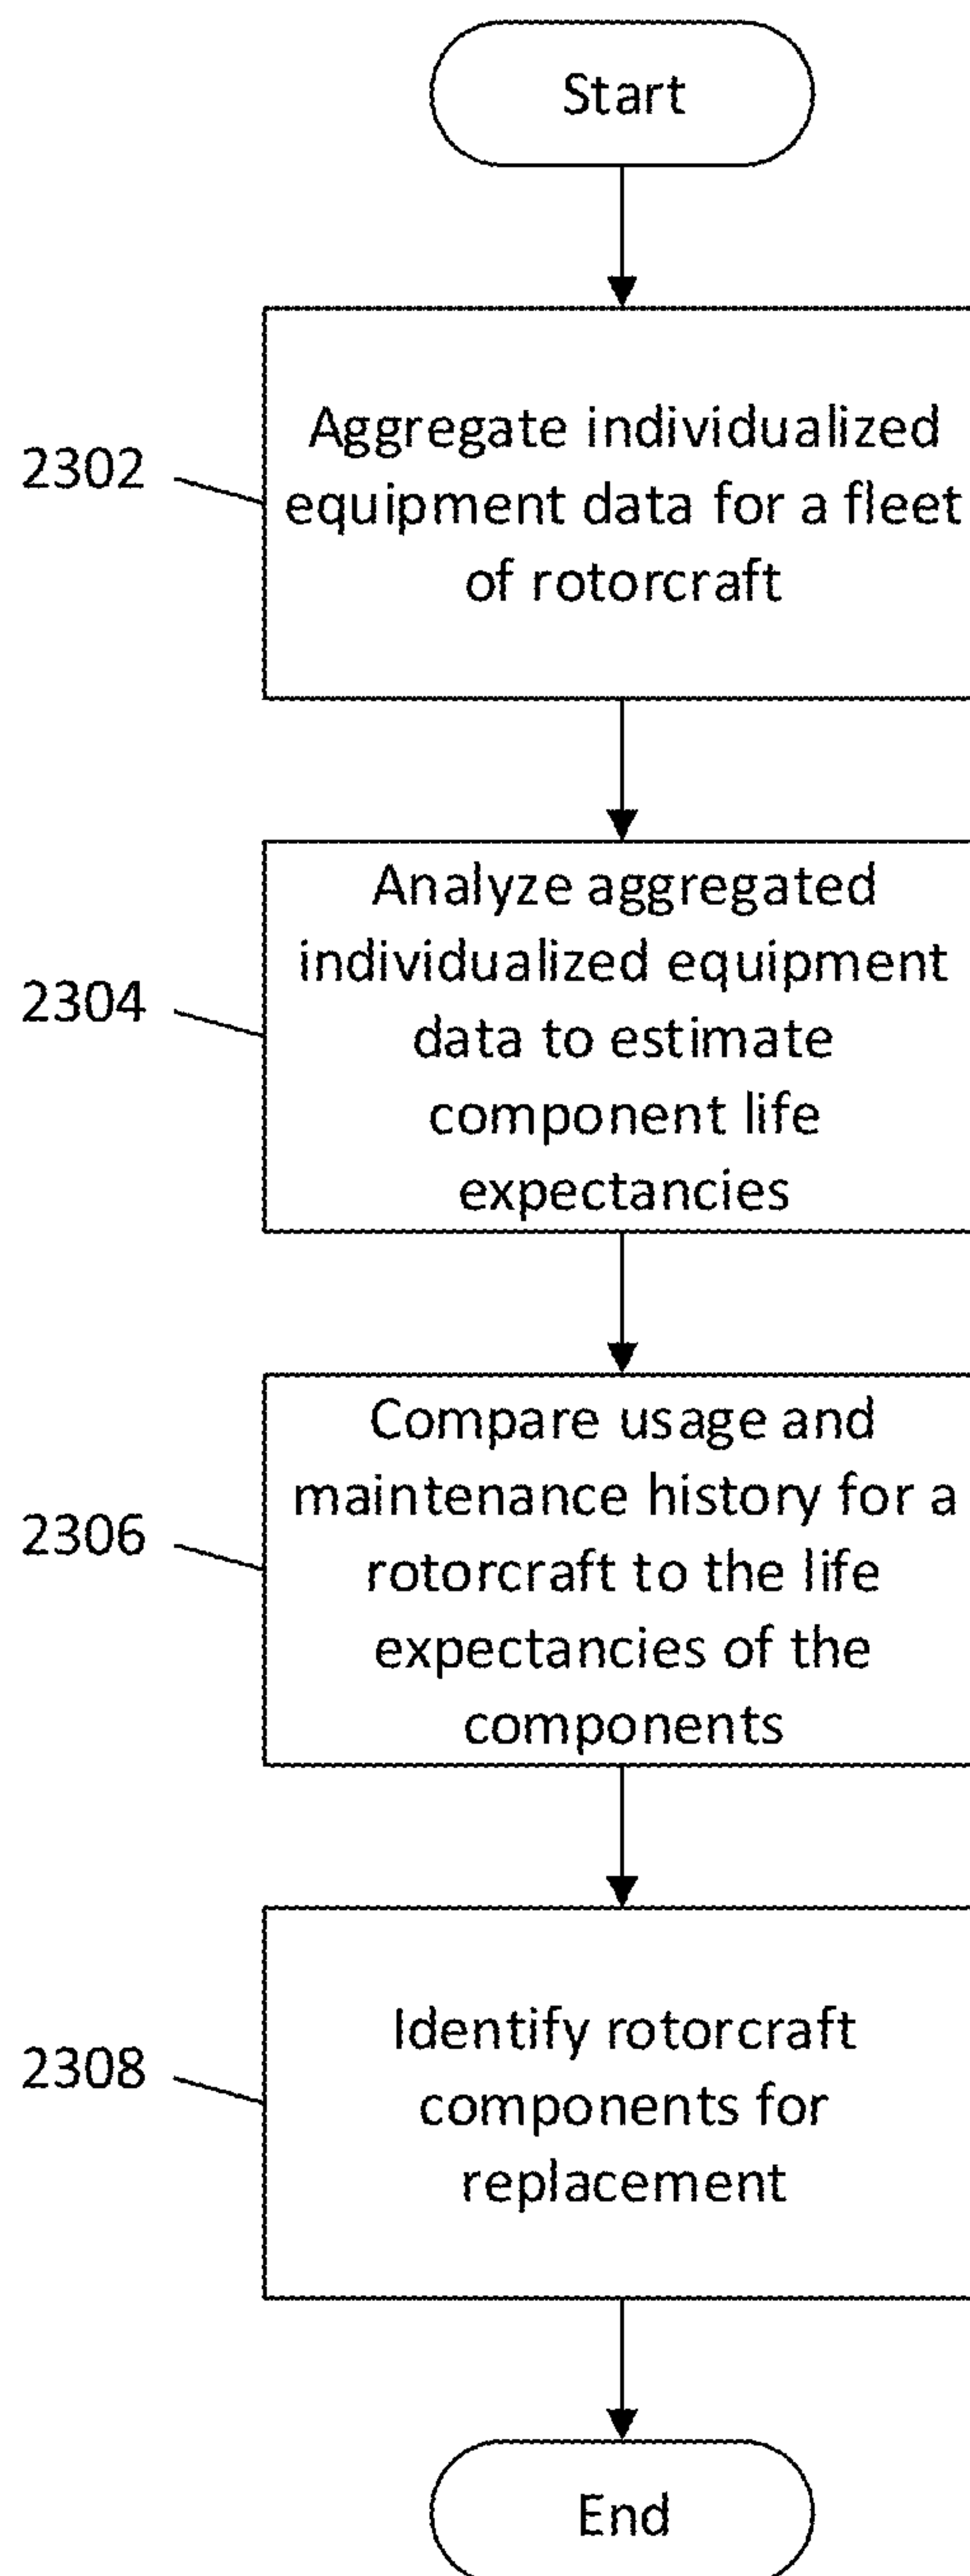 Start
2302
Aggregate individualized
equipment data for a fleet
of rotorcraft
2304
Analyze aggregated
individualized equipment
data to estimate
component life
expectancies
2306
Compare usage and
maintenance history for a
rotorcraft to the life
expectancies of the
components
2308
Identify rotorcraft
components for
replacement
End